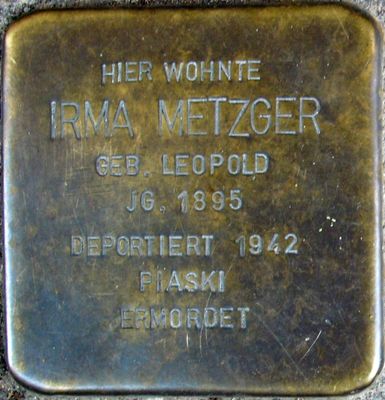 HIER WOHNTE
IRMA METZGER
GEB. LEOPOLD
JG. 1895
DEPORTIERT 1942
PIASKI
ERMORDET